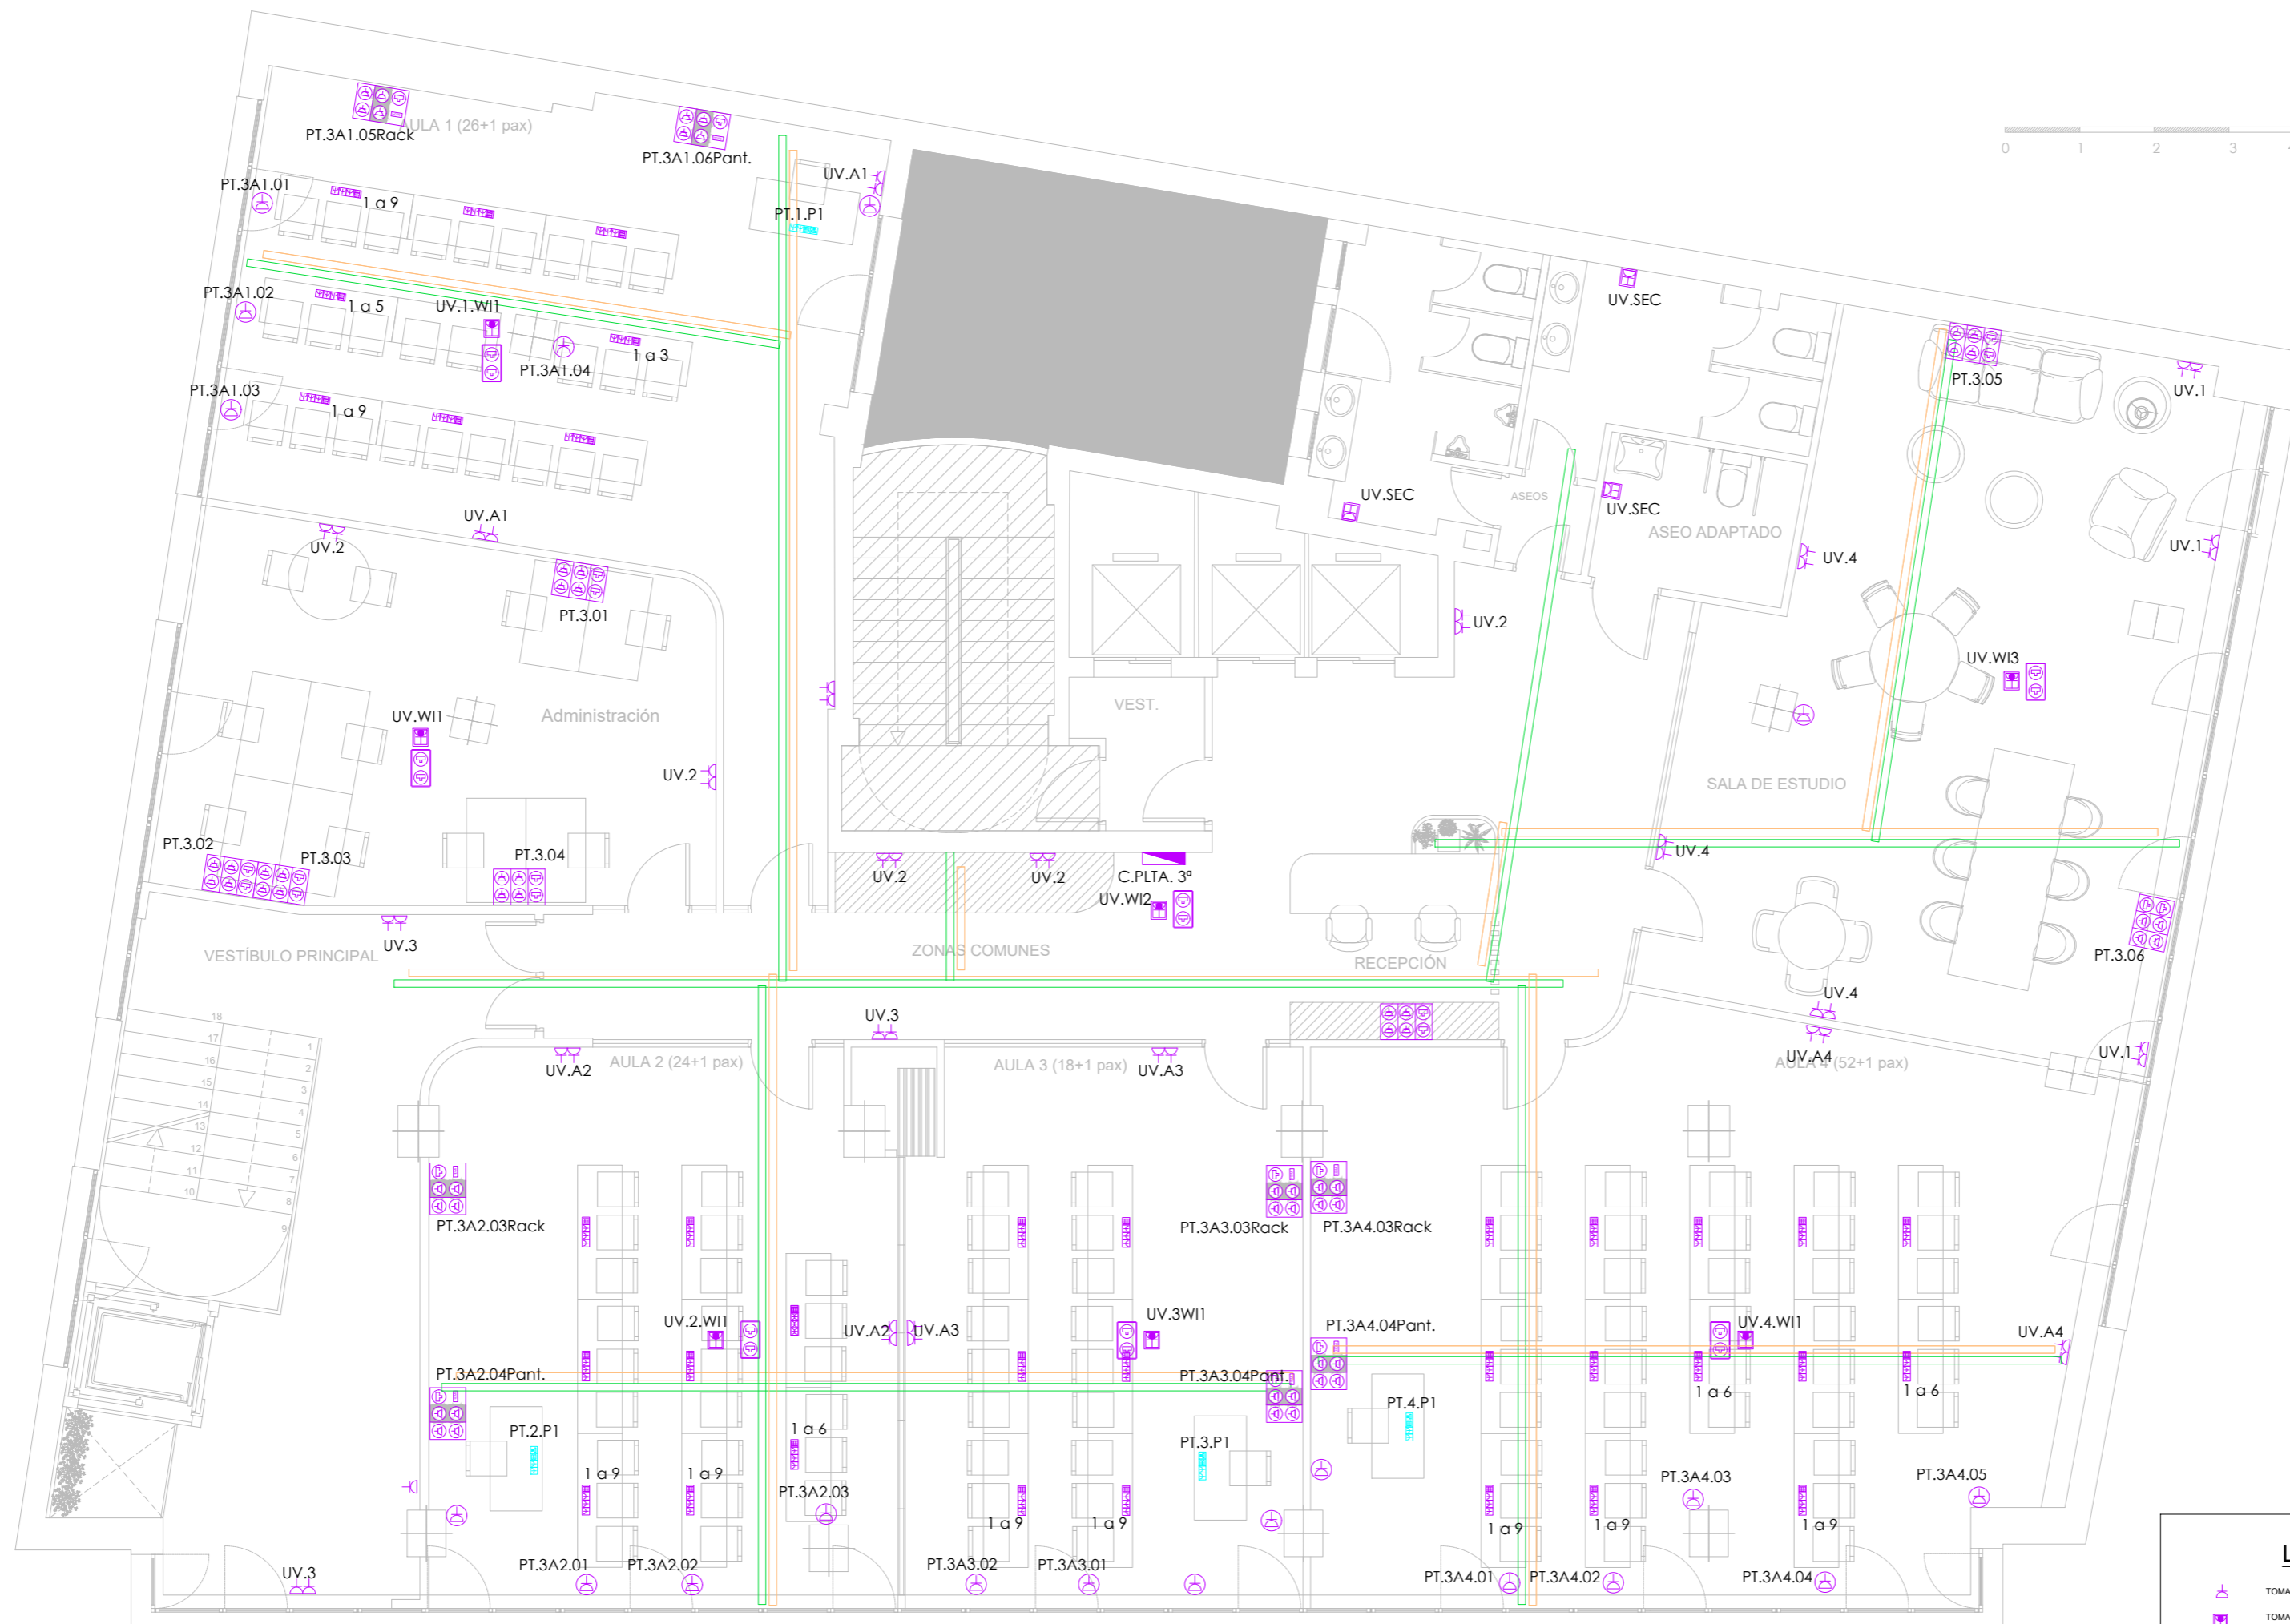 PT.3A1.05Rack
AULA 1 (26+1 pax)
PT.3A1.06Pant.
0 1 2 3
UV.A1
PT.3A1.01
1 a 9
PT.1.P1
PT.3A1.02
1 a 5
UV.1.WI1
1 a 3
PT.3A1.04
PT.3A1.03
1 a 9
UV.SEC
PT.3.05
UV.1
UV.SEC
ASEOS
UV.SEC
ASEO ADAPTADO
UV.4
UV.1
UV.2
UV.A1
PT.3.01
UV.2
UV.WI3
VEST.
Administración
UV.WI1
UV.2
SALA DE ESTUDIO
PT.3.02
PT.3.03
PT.3.04
UV.2
UV.2
C.PLTA. 3ª
UV.WI2
UV.4
UV.3
VESTÍBULO PRINCIPAL
ZONAS COMUNES
RECEPCIÓN
PT.3.06
UV.4
UV.3
UV.A2
AULA 2 (24+1 pax)
AULA 3 (18+1 pax)
UV.A3
UV.A4
AULA 4 (52+1 pax)
UV.1
18
17
16
15
14
13
12
11
10
1
2
3
4
5
6
7
8
9
PT.3A2.03Rack
PT.3A3.03Rack
PT.3A4.03Rack
UV.2.WI1
UV.A2
UV.A3
UV.3WI1
PT.3A4.04Pant.
UV.4.WI1
UV.A4
PT.3A2.04Pant.
PT.3A3.04Pant.
1 a 6
1 a 6
PT.2.P1
1 a 6
PT.3.P1
PT.4.P1
1 a 9
1 a 9
PT.3A2.03
PT.3A4.03
PT.3A4.05
1 a 9
1 a 9
1 a 9
1 a 9
1 a 9
UV.3
PT.3A2.01
PT.3A2.02
PT.3A3.02
PT.3A3.01
PT.3A4.01
PT.3A4.02
PT.3A4.04
L
TOMA
TOMA